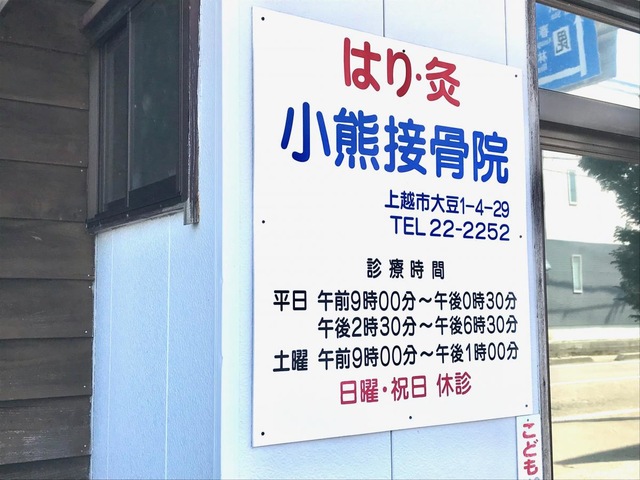 はり・灸
小熊接骨院
上越市大豆1-4-29
TEL 22-2252
診療時間
平日 午前9時00分～午後0時30分
午後2時30分～午後6時30分
土曜 午前9時00分～午後1時00分
日曜・祝日 休診
こども